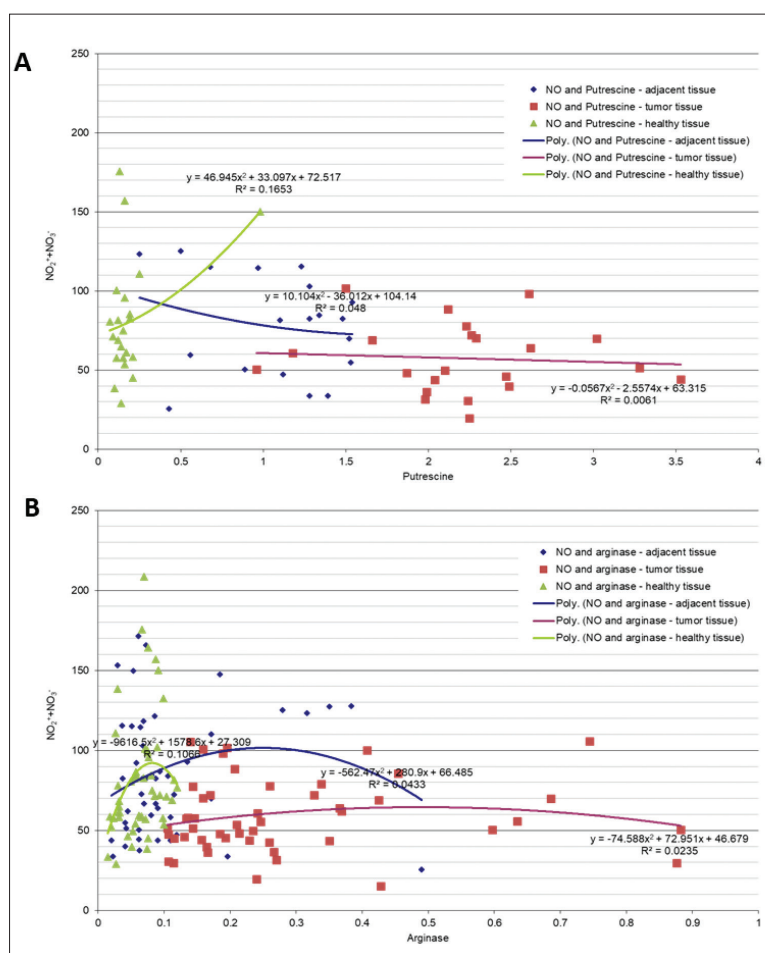 A
250
200
150
100
50
0
NO₂⁺+NO₃⁻
0
0.5
1
1.5
2
2.5
3
3.5
4
Putrescine
NO and Putrescine - adjacent tissue
NO and Putrescine - tumor tissue
NO and Putrescine - healthy tissue
Poly. (NO and Putrescine - adjacent tissue)
Poly. (NO and Putrescine - tumor tissue)
Poly. (NO and Putrescine - healthy tissue)
y = 46.945x² + 33.097x + 72.517
R² = 0.1653
y = 10.104x² - 36.012x + 104.14
R² = 0.048
y = -0.0567x² - 2.5574x + 63.315
R² = 0.0061
B
250
200
150
100
50
0
NO₂⁺+NO₃⁻
0
0.1
0.2
0.3
0.4
0.5
0.6
0.7
0.8
0.9
1
Arginase
NO and arginase - adjacent tissue
NO and arginase - tumor tissue
NO and arginase - healthy tissue
Poly. (NO and arginase - adjacent tissue)
Poly. (NO and arginase - tumor tissue)
Poly. (NO and arginase - healthy tissue)
y = -9616.5x² + 1578.6x + 27.309
R² = 0.1066
y = -562.47x² + 280.9x + 66.485
R² = 0.0433
y = -74.588x² + 72.951x + 46.679
R² = 0.0235